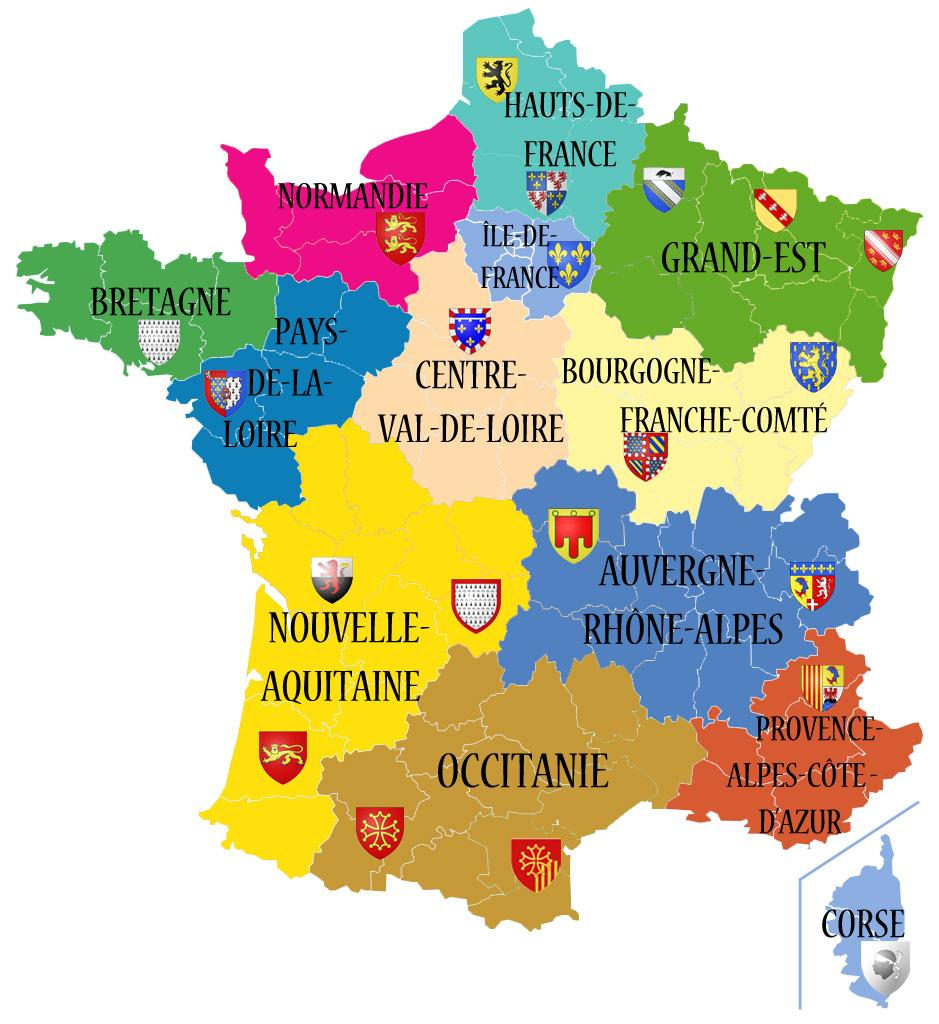 HAUTS-DE-
FRANCE
NORMANDIE
ÎLE-DE-
FRANCE
GRAND-EST
BRETAGNE
PAYS-
DE-LA-
LOIRE
CENTRE-
VAL-DE-LOIRE
BOURGOGNE-
FRANCHE-COMTÉ
AUVERGNE-
RHÔNE-ALPES
NOUVELLE-
AQUITAINE
OCCITANIE
PROVENCE-
ALPES-CÔTE-
D'AZUR
CORSE